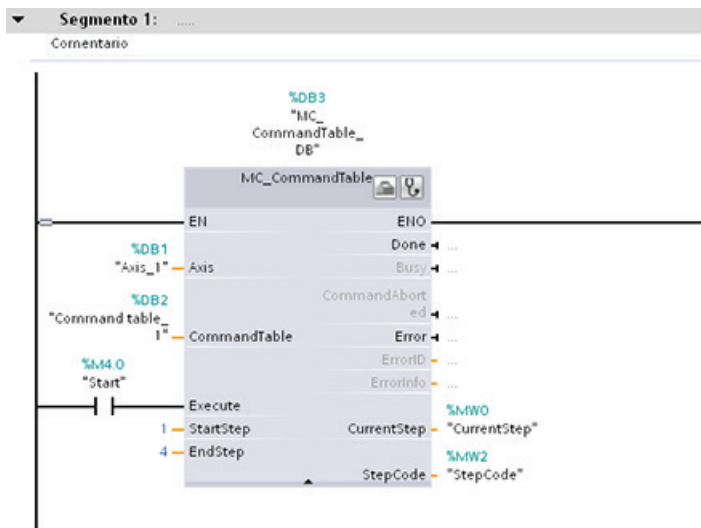 Segmento 1: .....
Comentario
%DB3
"MC_
CommandTable_
DB"
MC_CommandTable
EN
ENO
Done ...
%DB1
"Axis_1"
Axis
Busy ...
%DB2
"Command table_
1"
CommandTable
CommandAbort
ed ...
Error ...
ErrorID ...
%M4.0
"Start"
ErrorInfo ...
Execute
%MW0
1
StartStep
CurrentStep
"CurrentStep"
4
EndStep
%MW2
StepCode
"StepCode"